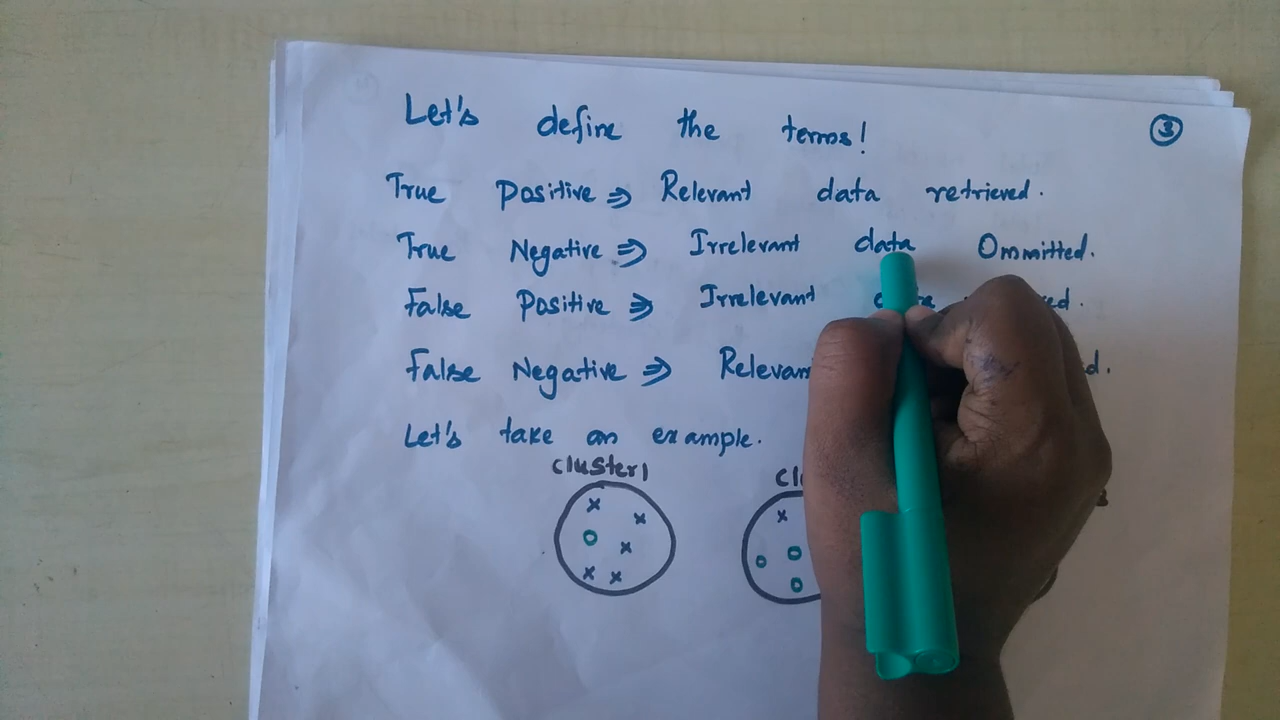 Let's define the terms! 3
True Positive ⇒ Relevant data retrieved.
True Negative ⇒ Irrelevant data Ommitted.
False Positive ⇒ Irrelevant
False Negative ⇒
Let's take an example.
cluster1